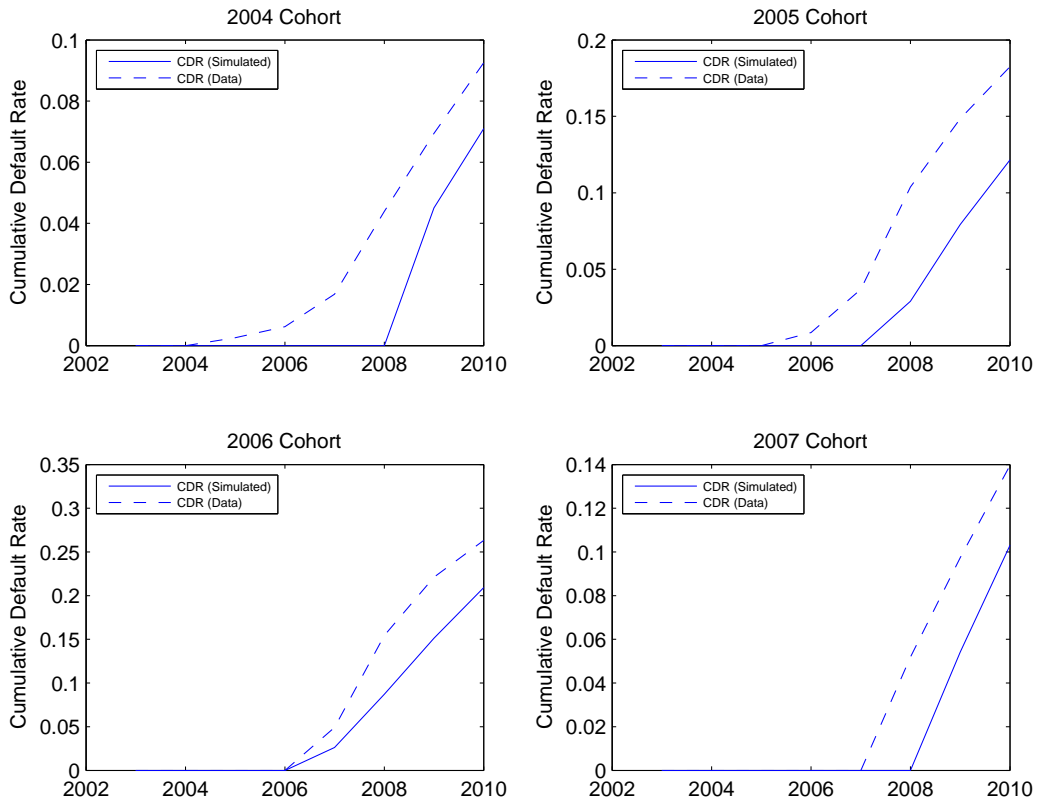 2004 Cohort
CDR (Simulated)
CDR (Data)
Cumulative Default Rate
0.1
0.08
0.06
0.04
0.02
0
2002 2004 2006 2008 2010
2005 Cohort
CDR (Simulated)
CDR (Data)
Cumulative Default Rate
0.2
0.15
0.1
0.05
0
2002 2004 2006 2008 2010
2006 Cohort
CDR (Simulated)
CDR (Data)
Cumulative Default Rate
0.35
0.3
0.25
0.2
0.15
0.1
0.05
0
2002 2004 2006 2008 2010
2007 Cohort
CDR (Simulated)
CDR (Data)
Cumulative Default Rate
0.14
0.12
0.1
0.08
0.06
0.04
0.02
0
2002 2004 2006 2008 2010